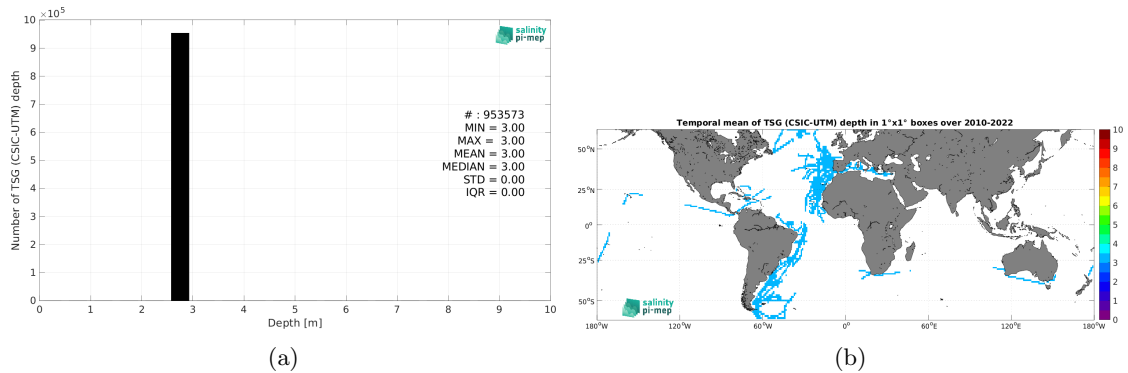 ×10⁵
10
9
8
7
6
5
4
3
2
1
0
Number of TSG (CSIC-UTM) depth
salinity
pi-mep
# : 953573
MIN = 3.00
MAX = 3.00
MEAN = 3.00
MEDIAN = 3.00
STD = 0.00
IQR = 0.00
0 1 2 3 4 5 6 7 8 9 10
Depth [m]
(a)
Temporal mean of TSG (CSIC-UTM) depth in 1°x1° boxes over 2010-2022
50°N
25°N
0°
25°S
50°S
salinity
pi-mep
180°W 120°W 60°W 0° 60°E 120°E 180°W
10
9
8
7
6
5
4
3
2
1
0
(b)